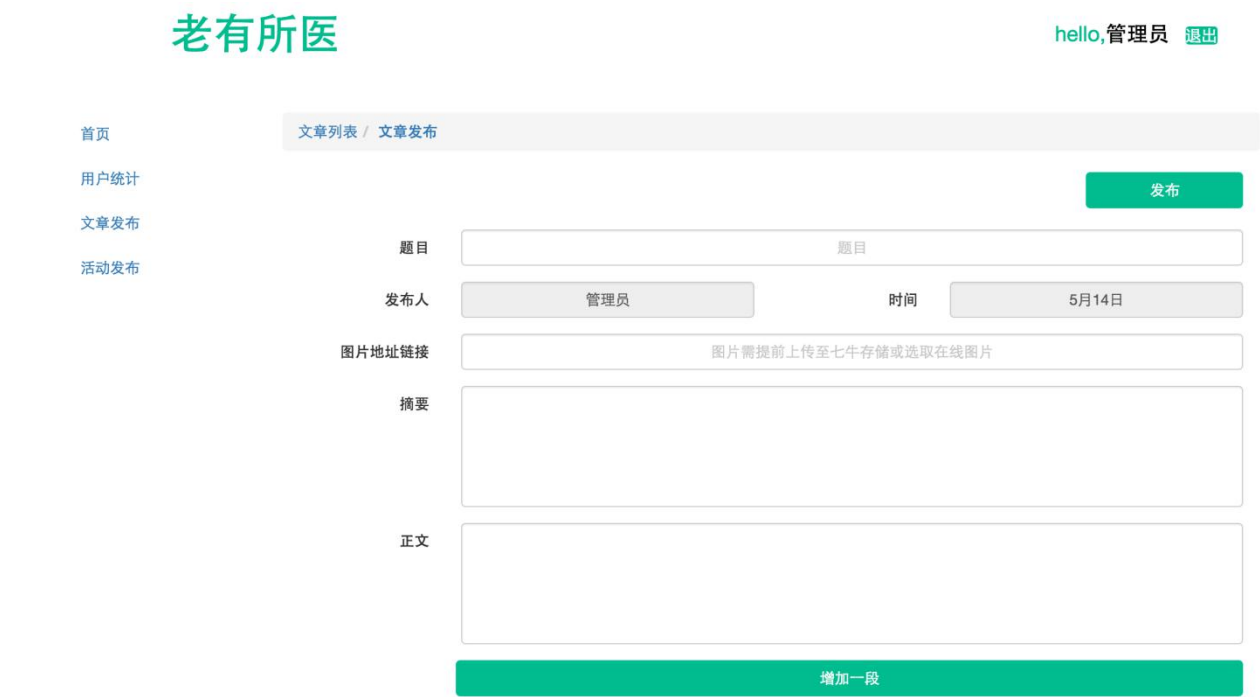 老有所医
hello,管理员 退出
首页
用户统计
文章发布
活动发布
文章列表 / 文章发布
发布
题目 题目
发布人 管理员 时间 5月14日
图片地址链接 图片需提前上传至七牛存储或选取在线图片
摘要
正文
增加一段